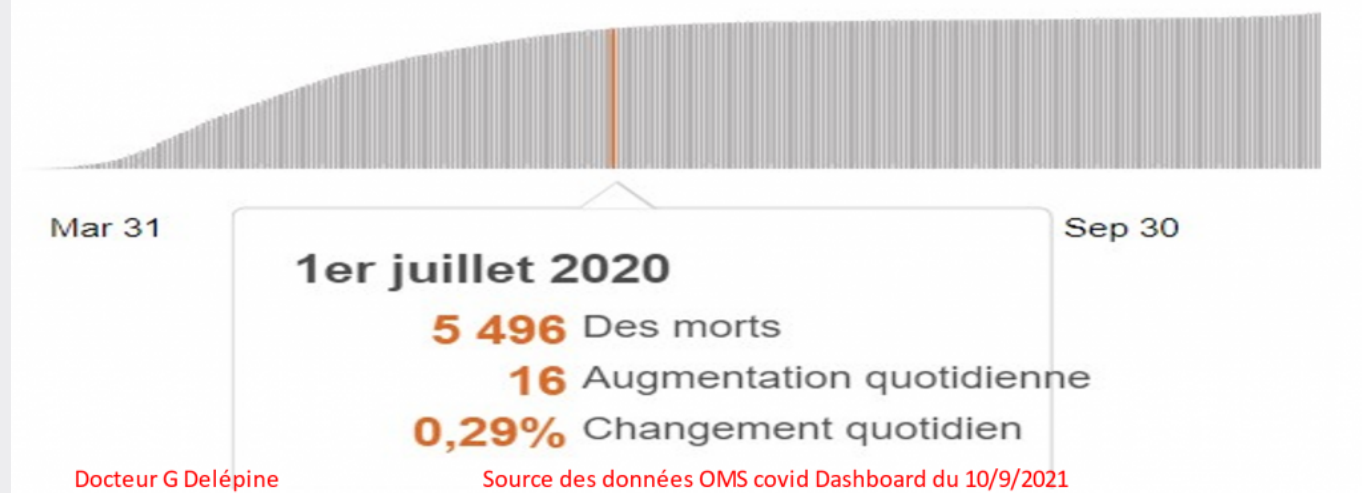 Mar 31
Sep 30
1er juillet 2020
5 496 Des morts
16 Augmentation quotidienne
0,29% Changement quotidien
Docteur G Delépine
Source des données OMS covid Dashboard du 10/9/2021